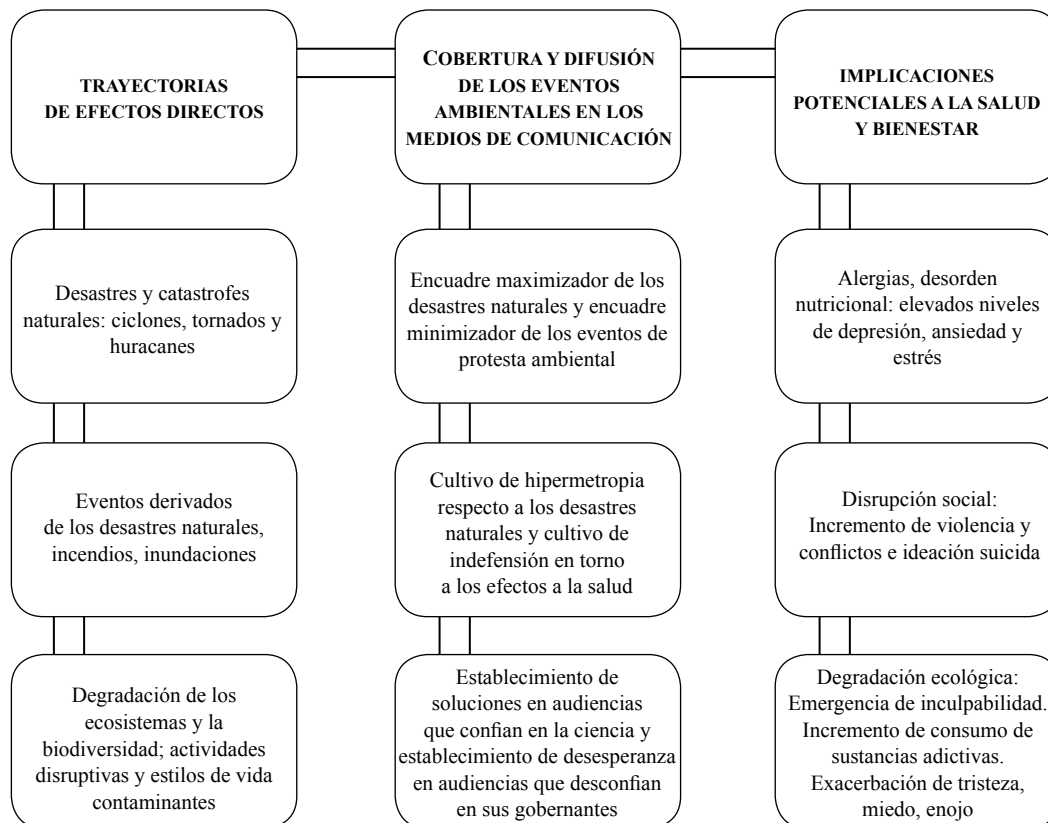 TRAYECTORIAS
DE EFECTOS DIRECTOS
COBERTURA Y DIFUSIÓN
DE LOS EVENTOS
AMBIENTALES EN LOS
MEDIOS DE COMUNICACIÓN
IMPLICACIONES
POTENCIALES A LA SALUD
Y BIENESTAR
Desastres y catastrofes
naturales: ciclones, tornados y
huracanes
Encuadre maximizador de los
desastres naturales y encuadre
minimizador de los eventos de
protesta ambiental
Alergias, desorden
nutricional: elevados niveles
de depresión, ansiedad y
estrés
Eventos derivados
de los desastres naturales,
incendios, inundaciones
Cultivo de hipermetropia
respecto a los desastres
naturales y cultivo de
indefensión en torno
a los efectos a la salud
Disrupción social:
Incremento de violencia y
conflictos e ideación suicida
Degradación de los
ecosistemas y la
biodiversidad; actividades
disruptivas y estilos de vida
contaminantes
Establecimiento de
soluciones en audiencias
que confian en la ciencia y
establecimiento de desesperanza
en audiencias que desconfian
en sus gobernantes
Degradación ecológica:
Emergencia de inculpabilidad.
Incremento de consumo de
sustancias adictivas.
Exacerbación de tristeza,
miedo, enojo